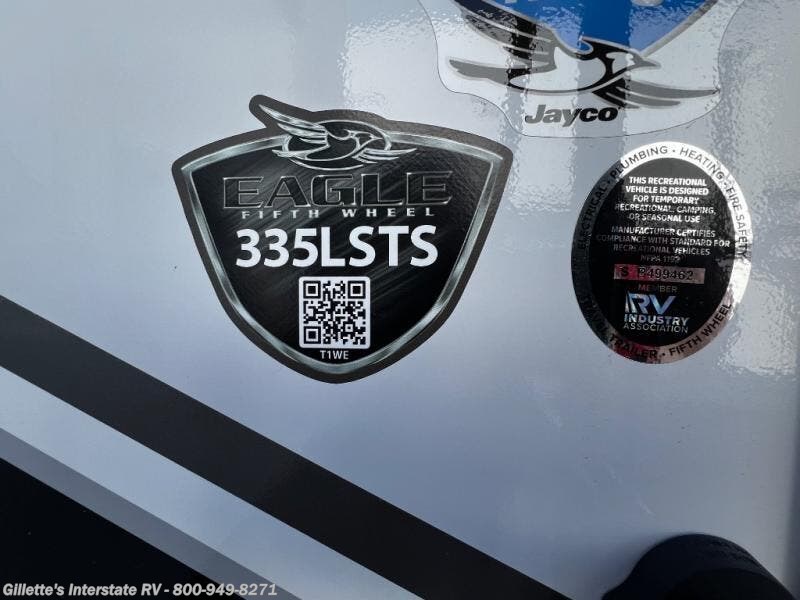 Jayco
EAGLE
FIFTH WHEEL
335LSTS
T1WE
ELECTRICAL • PLUMBING • HEATING • FIRE SAFETY
THIS RECREATIONAL
VEHICLE IS DESIGNED
FOR TEMPORARY
RECREATIONAL, CAMPING,
OR SEASONAL USE
MANUFACTURER CERTIFIES
COMPLIANCE WITH STANDARD FOR
RECREATIONAL VEHICLES
NFPA 1192
MEMBER
RV
INDUSTRY
ASSOCIATION
TRAILER • FIFTH WHEEL
Gillette's Interstate RV - 800-949-8271